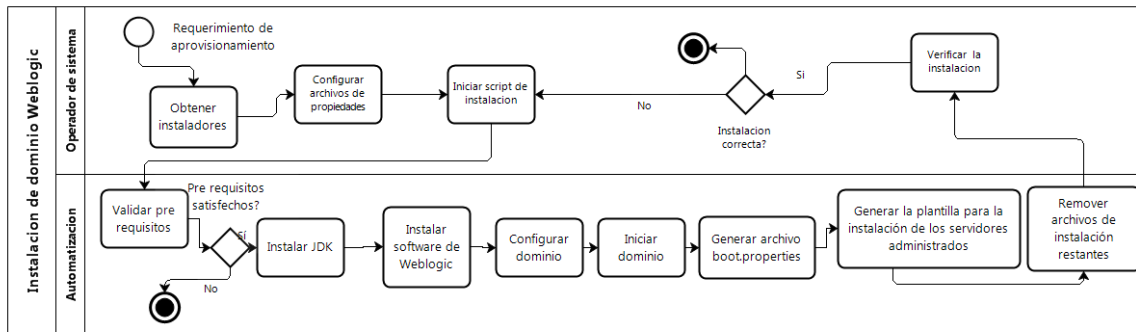 Instalacion de dominio Weblogic
Operador de sistema
Requerimiento de
aprovisionamiento
Obtener
instaladores
Configurar
archivos de
propiedades
Iniciar script de
instalacion
No
Instalacion
correcta?
Si
Verificar la
instalacion
Automatizacion
Validar pre
requisitos
Pre requisitos
satisfechos?
Sí
No
Instalar JDK
Instalar
software de
Weblogic
Configurar
dominio
Iniciar
dominio
Generar archivo
boot.properties
Generar la plantilla para la
instalación de los servidores
administrados
Remover
archivos de
instalación
restantes